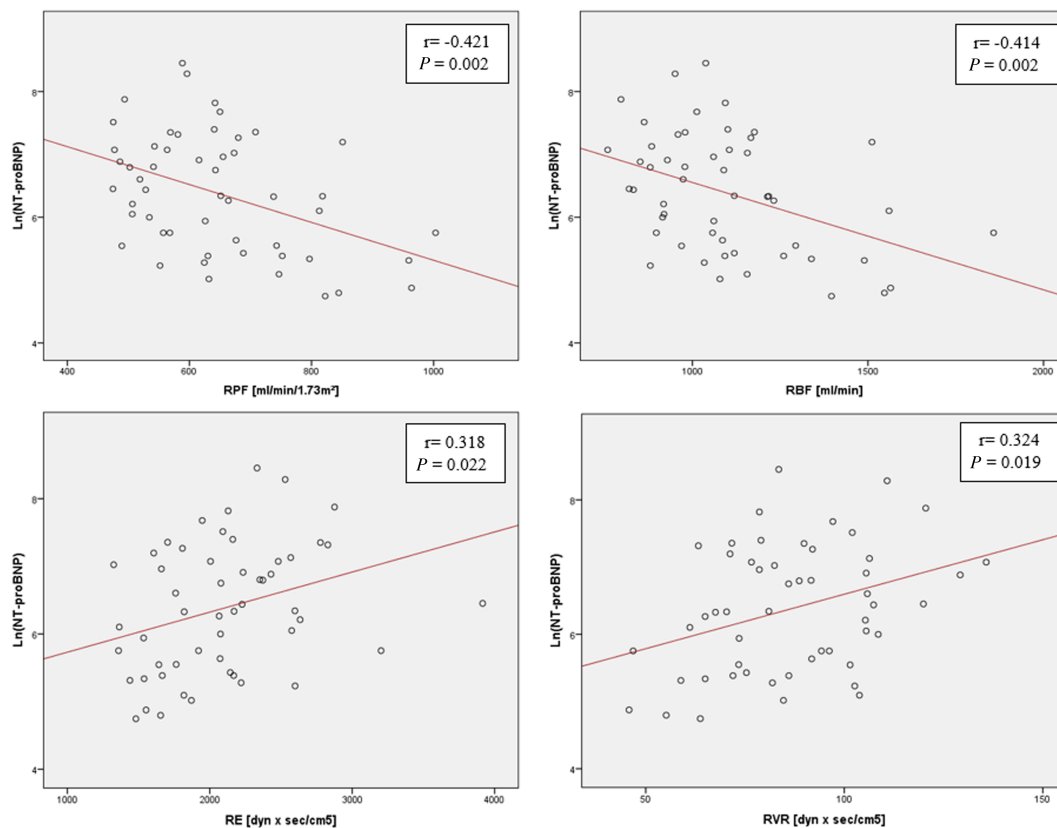 r= -0.421
P = 0.002
8
6
4
Ln(NT-proBNP)
400 600 800 1000
RPF [ml/min/1.73m²]
r= -0.414
P = 0.002
8
6
4
Ln(NT-proBNP)
1000 1500 2000
RBF [ml/min]
r= 0.318
P = 0.022
8
6
4
Ln(NT-proBNP)
1000 2000 3000 4000
RE [dyn x sec/cm5]
r= 0.324
P = 0.019
8
6
4
Ln(NT-proBNP)
50 100 150
RVR [dyn x sec/cm5]